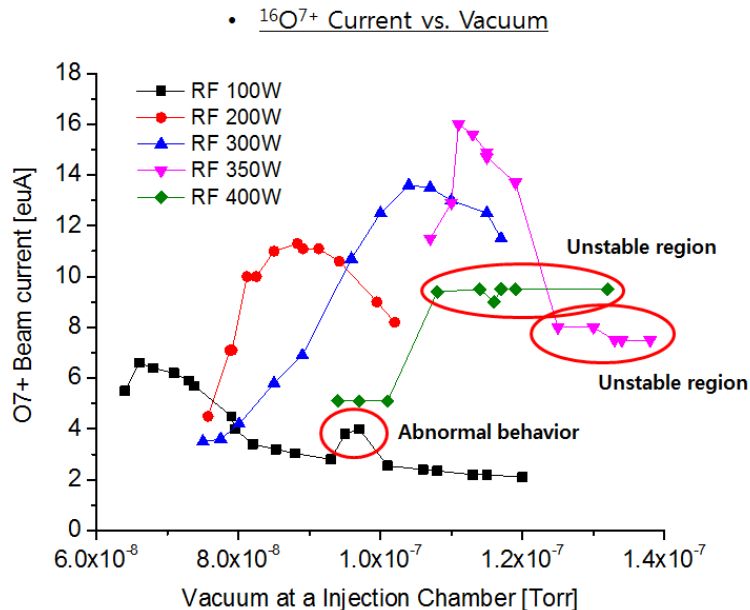 • ¹⁶O⁷⁺ Current vs. Vacuum
18
16
14
12
10
8
6
4
2
0
O7+ Beam current [euA]
RF 100W
RF 200W
RF 300W
RF 350W
RF 400W
Unstable region
Unstable region
Abnormal behavior
6.0x10⁻⁸
8.0x10⁻⁸
1.0x10⁻⁷
1.2x10⁻⁷
1.4x10⁻⁷
Vacuum at a Injection Chamber [Torr]